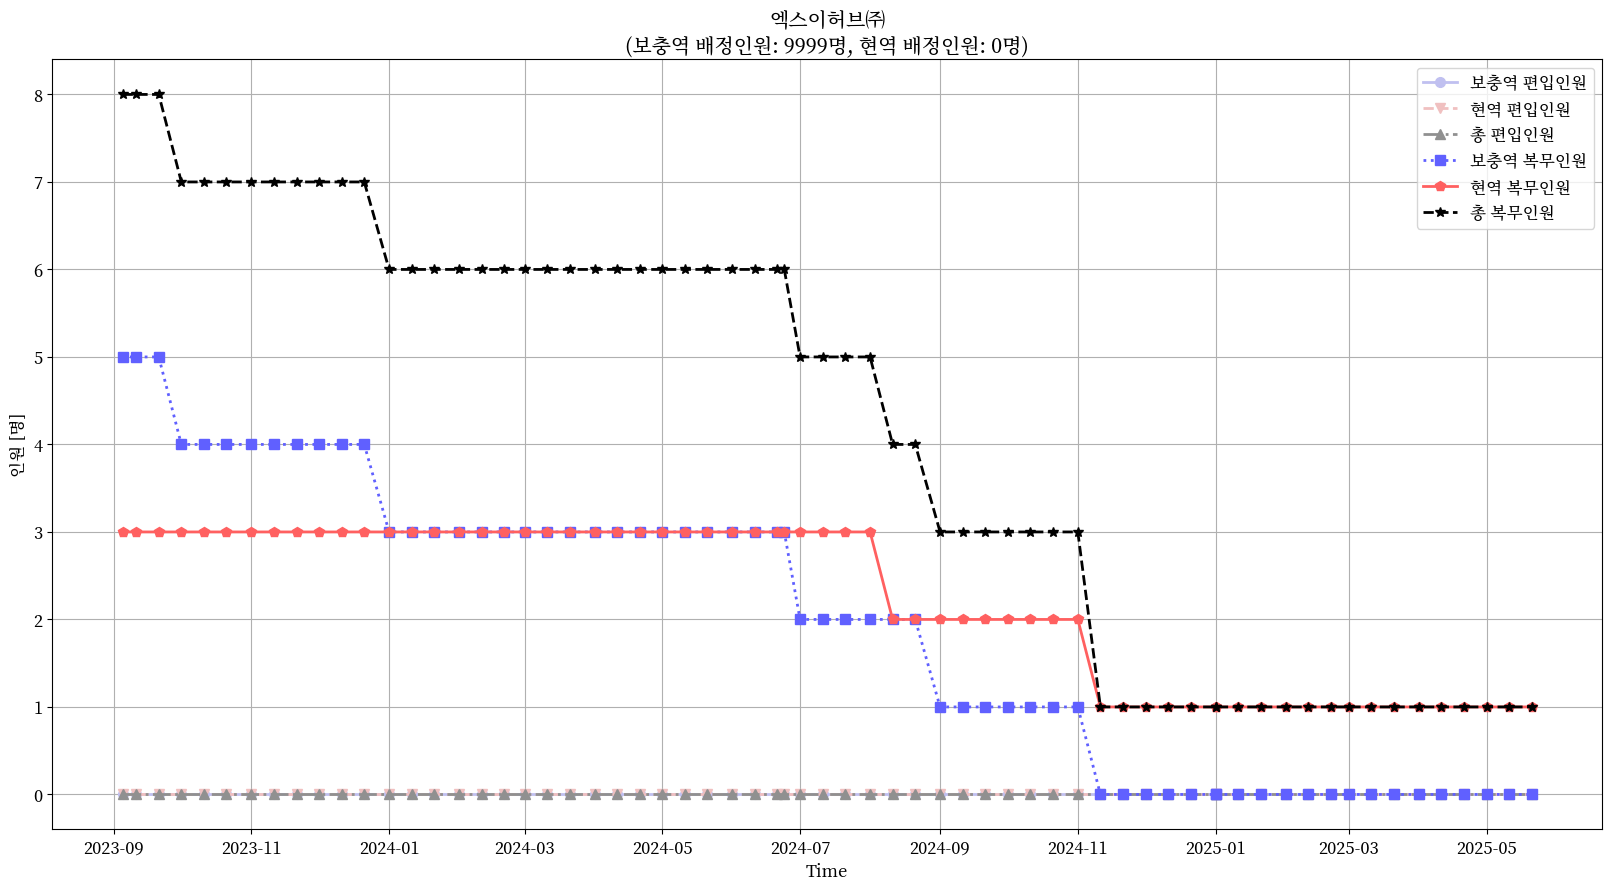 엑스이허브㈜
(보충역 배정인원: 9999명, 현역 배정인원: 0명)
보충역 편입인원
현역 편입인원
총 편입인원
보충역 복무인원
현역 복무인원
총 복무인원
인원 [명]
8
7
6
5
4
3
2
1
0
2023-09
2023-11
2024-01
2024-03
2024-05
2024-07
2024-09
2024-11
2025-01
2025-03
2025-05
Time